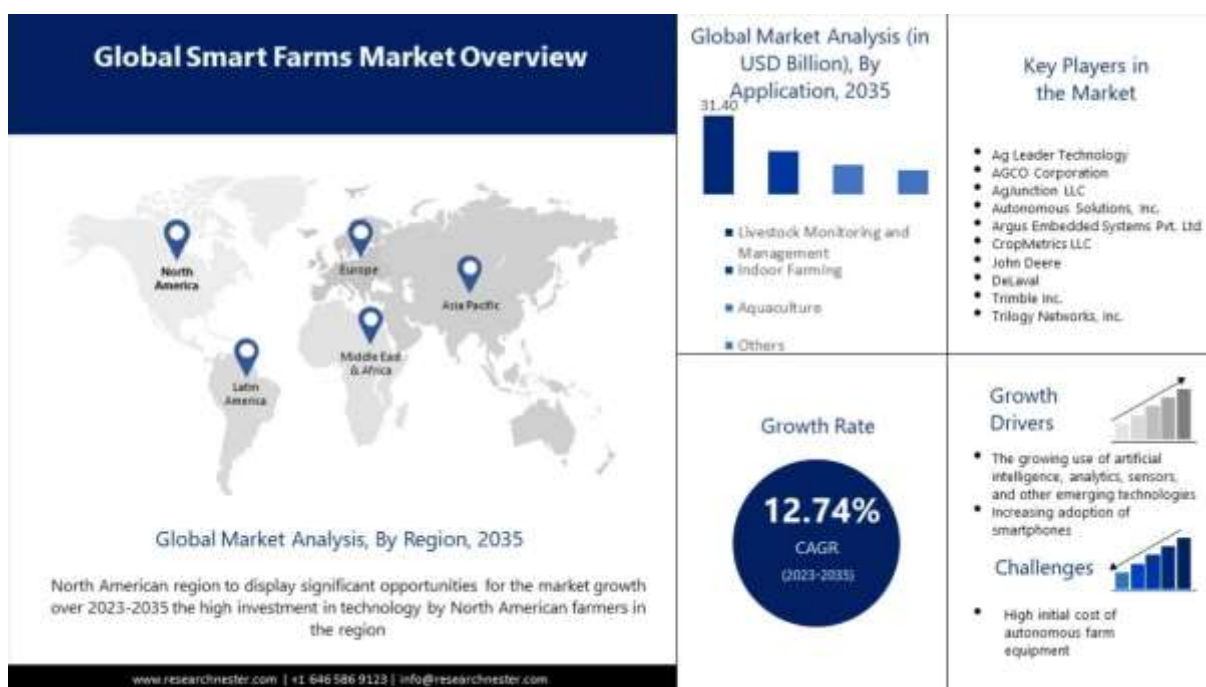 Global Smart Farms Market Overview
North
America
Europe
Asia Pacific
Middle East
& Africa
Latin
America
Global Market Analysis, By Region, 2035
North American region to display significant opportunities for the market growth
over 2023-2035 the high investment in technology by North American farmers in
the region
www.researchnester.com | +1 646 586 9123 | info@researchnester.com
Global Market Analysis (in
USD Billion), By
Application, 2035
31.40
Livestock Monitoring and
Management
Indoor Farming
Aquaculture
Others
Key Players in
the Market
Ag Leader Technology
AGCO Corporation
AgJunction LLC
Autonomous Solutions, Inc.
Argus Embedded Systems Pvt. Ltd
CropMetrics LLC
John Deere
DeLaval
Trimble Inc.
Trilogy Networks, Inc.
Growth Rate
12.74%
CAGR
(2023-2035)
Growth
Drivers
The growing use of artificial
intelligence, analytics, sensors,
and other emerging technologies
Increasing adoption of
smartphones
Challenges
High initial cost of
autonomous farm
equipment